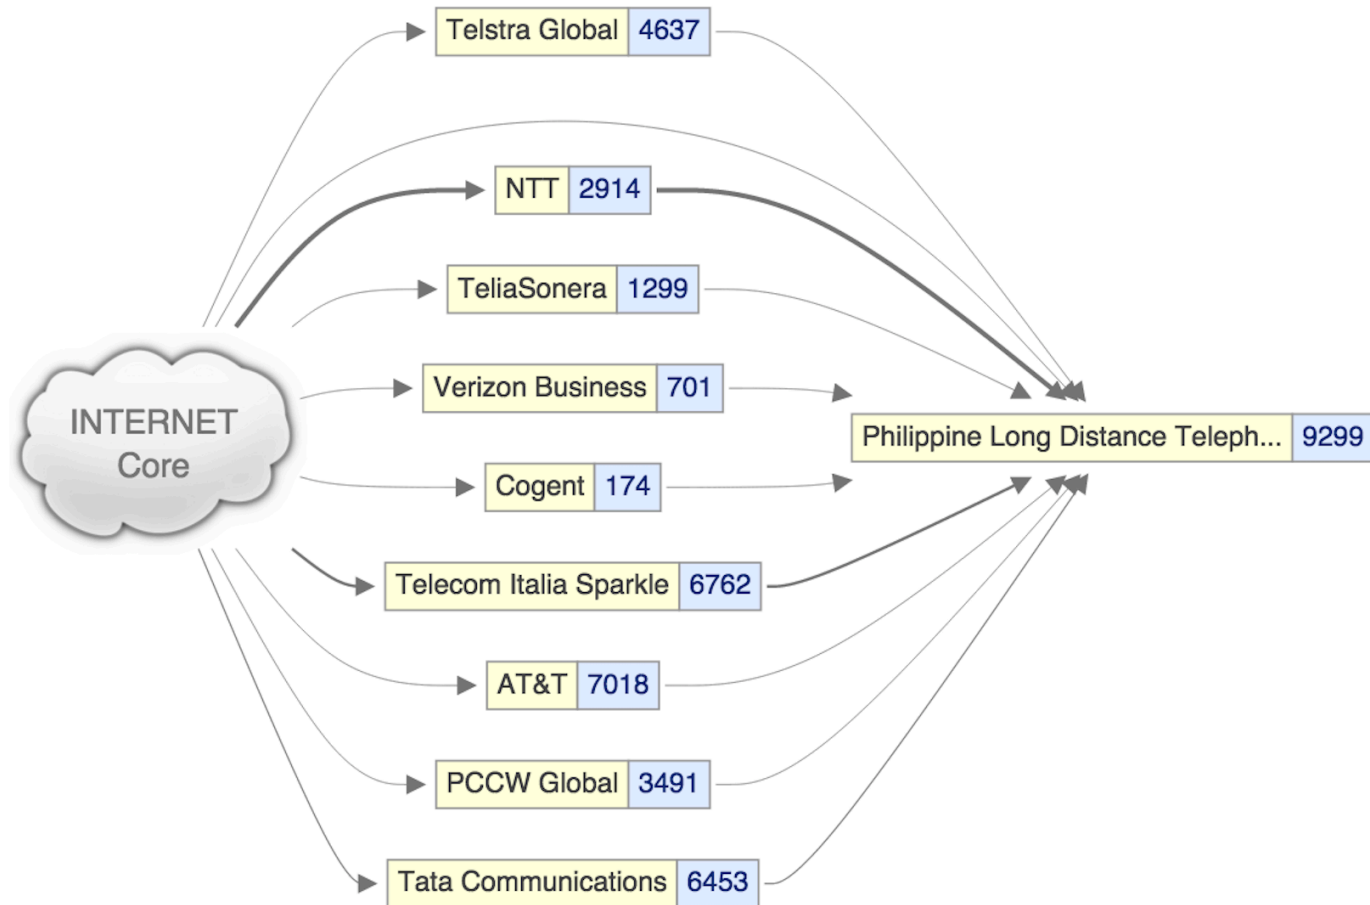 Telstra Global 4637
NTT 2914
TeliaSonera 1299
Verizon Business 701
INTERNET
Core
Philippine Long Distance Teleph... 9299
Cogent 174
Telecom Italia Sparkle 6762
AT&T 7018
PCCW Global 3491
Tata Communications 6453